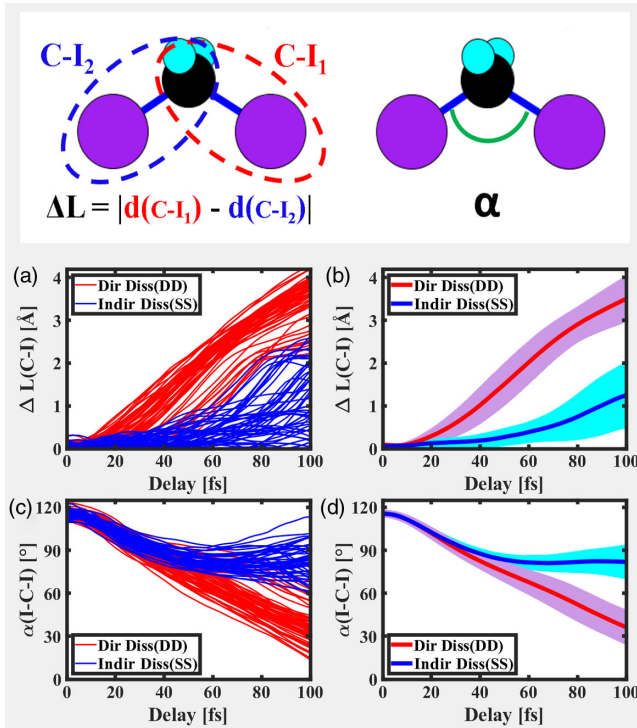 C-I₂
C-I₁
ΔL = |d(C-I₁) - d(C-I₂)|
α
(a)
Dir Diss(DD)
Indir Diss(SS)
Δ L(C-I) [Å]
4
3
2
1
0
0 20 40 60 80 100
Delay [fs]
(b)
Dir Diss(DD)
Indir Diss(SS)
Δ L(C-I) [Å]
4
3
2
1
0
0 20 40 60 80 100
Delay [fs]
(c)
α(I-C-I) [°]
120
90
60
30
0
Dir Diss(DD)
Indir Diss(SS)
0 20 40 60 80 100
Delay [fs]
(d)
α(I-C-I) [°]
120
90
60
30
0
Dir Diss(DD)
Indir Diss(SS)
0 20 40 60 80 100
Delay [fs]